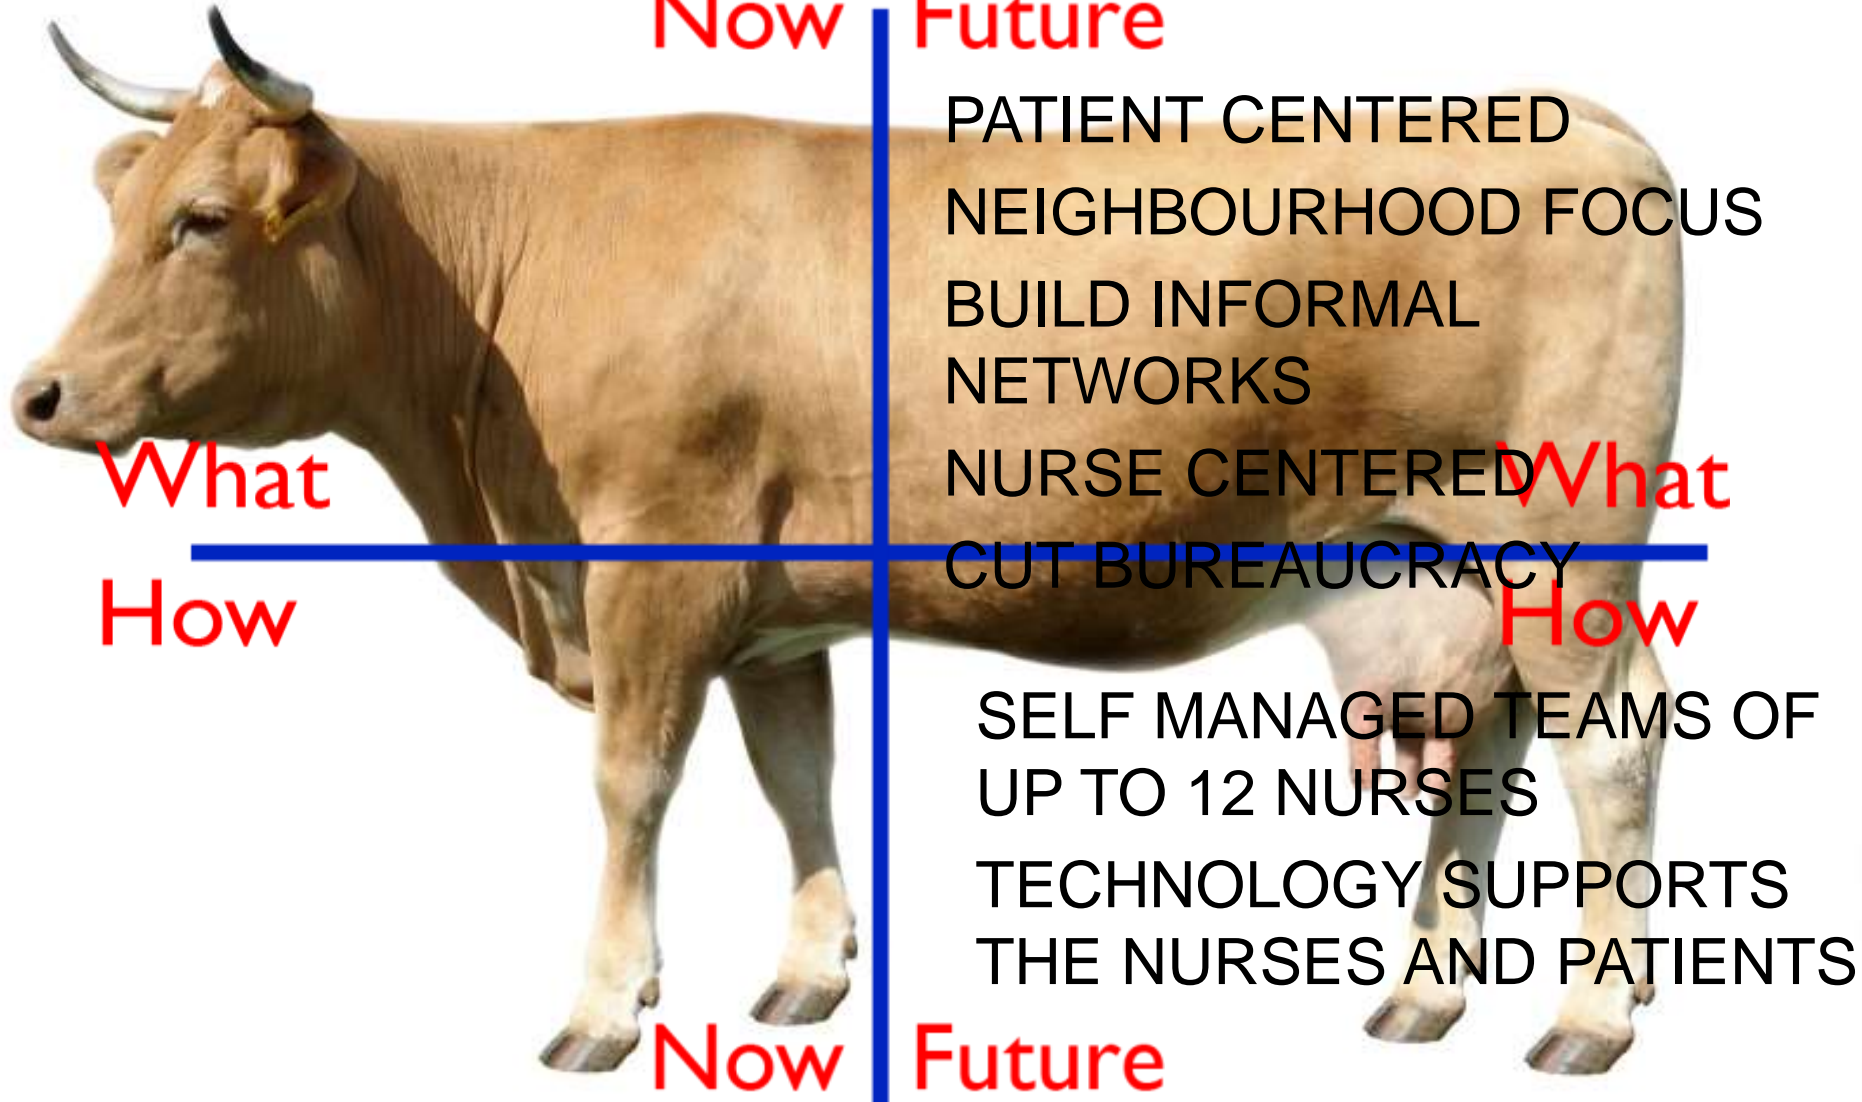 Now Future
PATIENT CENTERED
NEIGHBOURHOOD FOCUS
BUILD INFORMAL
NETWORKS
NURSE CENTERED
What What
CUT BUREAUCRACY
How How
SELF MANAGED TEAMS OF
UP TO 12 NURSES
TECHNOLOGY SUPPORTS
THE NURSES AND PATIENTS
Now Future